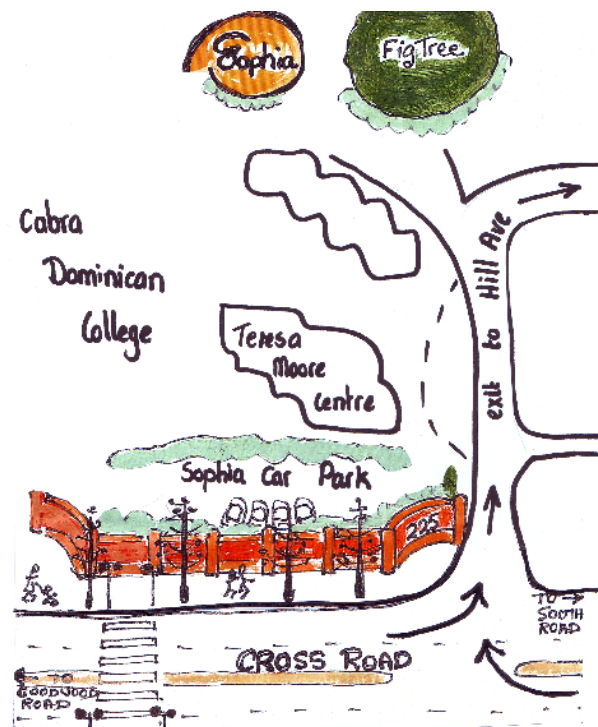 Sophia
Fig Tree
Cabra
Dominican
College
exit to Hill Ave
Teresa
Moore
Centre
Sophia Car Park
225
TO →
SOUTH
ROAD
CROSS ROAD
← TO
GOODWOOD
ROAD